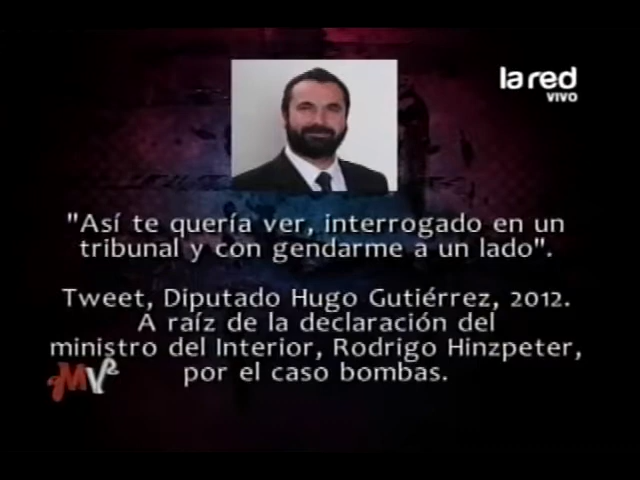 la red
VIVO
"Así te quería ver, interrogado en un
tribunal y con gendarme a un lado".
Tweet, Diputado Hugo Gutiérrez, 2012.
A raíz de la declaración del
ministro del Interior, Rodrigo Hinzpeter,
por el caso bombas.
MV2